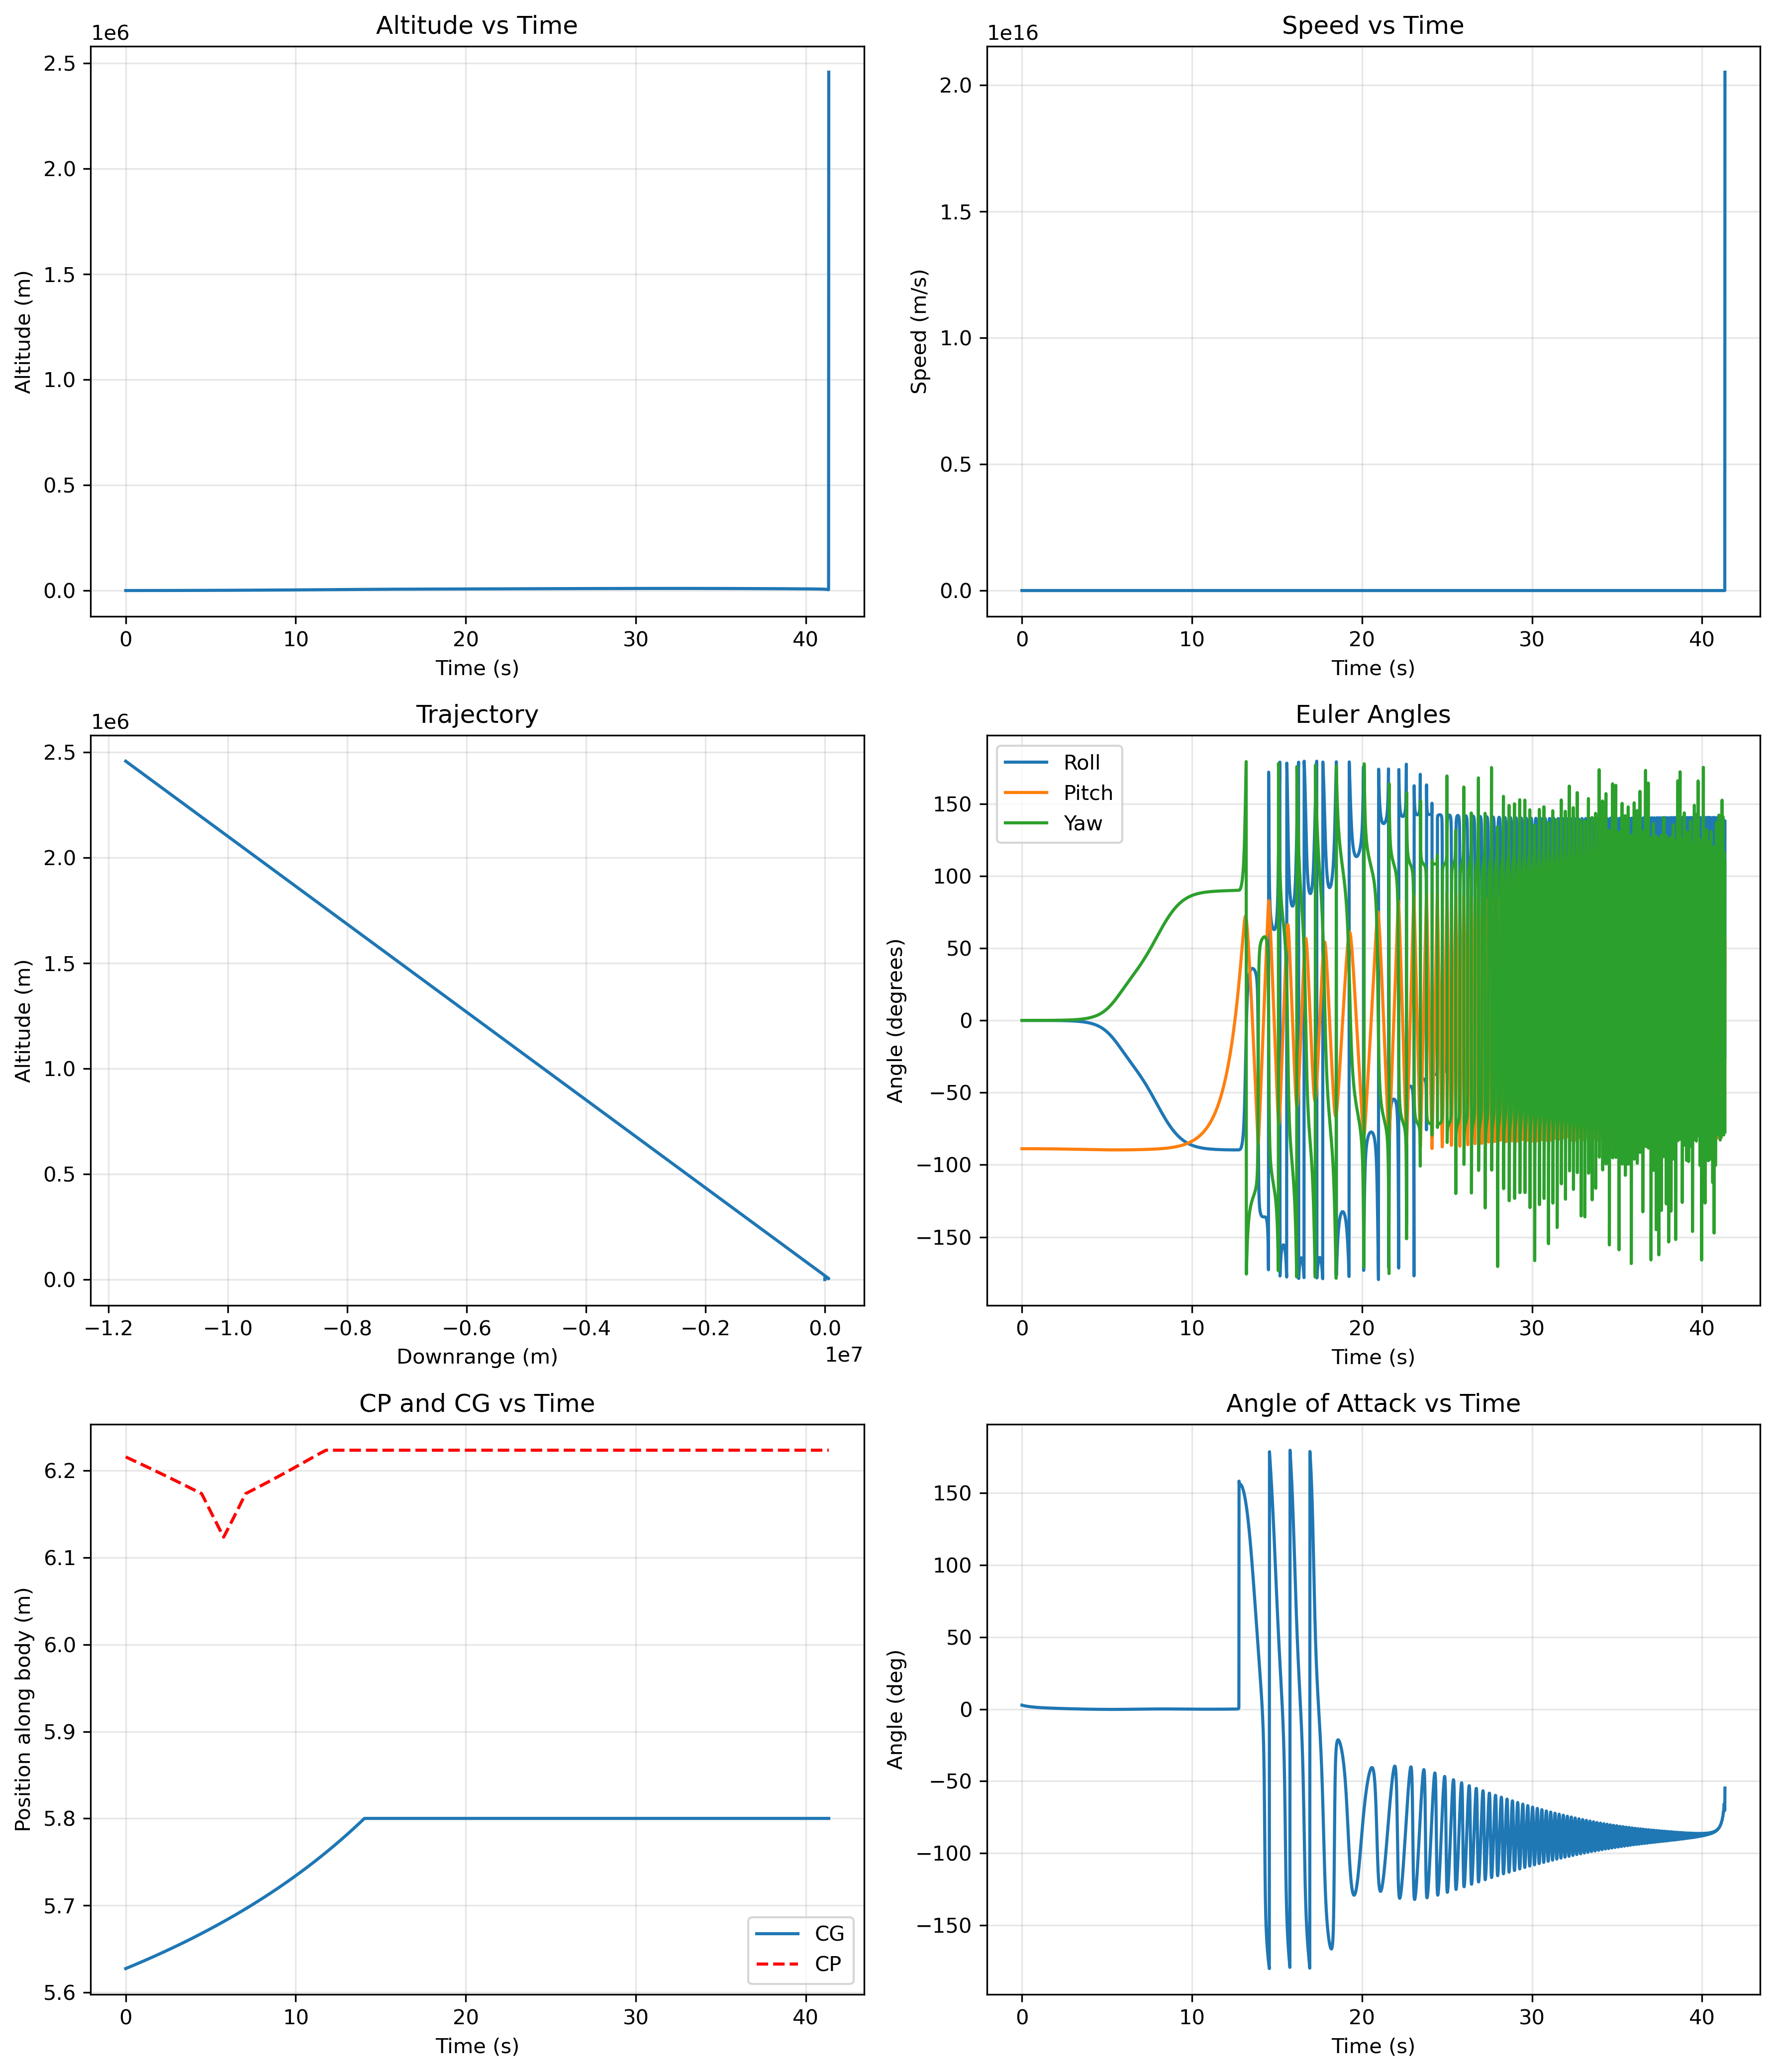 Altitude vs Time
1e6
2.5
2.0
1.5
1.0
0.5
0.0
Altitude (m)
0 10 20 30 40
Time (s)
Speed vs Time
1e16
2.0
1.5
1.0
0.5
0.0
Speed (m/s)
0 10 20 30 40
Time (s)
Trajectory
1e6
2.5
2.0
1.5
1.0
0.5
0.0
Altitude (m)
−1.2 −1.0 −0.8 −0.6 −0.4 −0.2 0.0
1e7
Downrange (m)
Euler Angles
Roll
Pitch
Yaw
150
100
50
0
−50
−100
−150
Angle (degrees)
0 10 20 30 40
Time (s)
CP and CG vs Time
6.2
6.1
6.0
5.9
5.8
5.7
5.6
Position along body (m)
CG
CP
0 10 20 30 40
Time (s)
Angle of Attack vs Time
150
100
50
0
−50
−100
−150
Angle (deg)
0 10 20 30 40
Time (s)